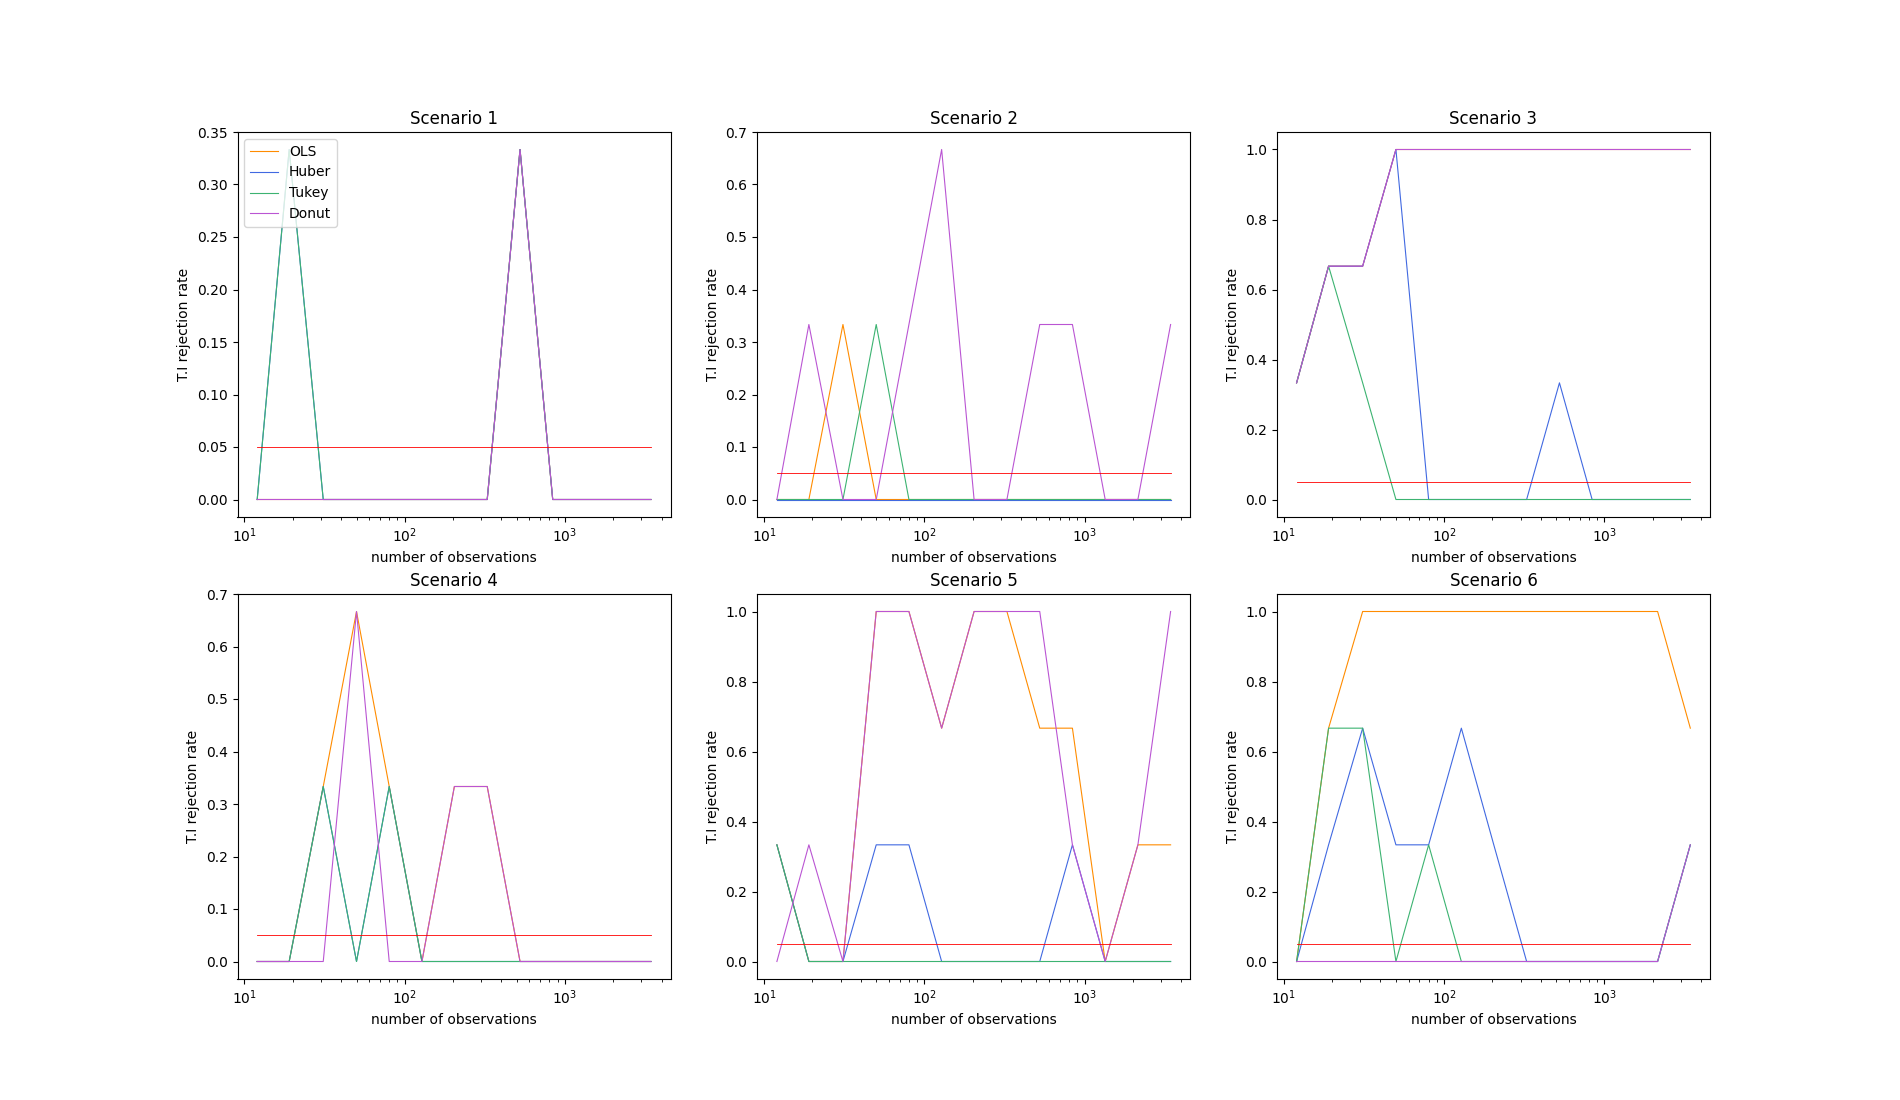 Scenario 1
0.35
0.30
0.25
0.20
0.15
0.10
0.05
0.00
T.I rejection rate
OLS
Huber
Tukey
Donut
10¹
10²
10³
number of observations
Scenario 2
0.7
0.6
0.5
0.4
0.3
0.2
0.1
0.0
T.I rejection rate
10¹
10²
10³
number of observations
Scenario 3
1.0
0.8
0.6
0.4
0.2
0.0
T.I rejection rate
10¹
10²
10³
number of observations
Scenario 4
0.7
0.6
0.5
0.4
0.3
0.2
0.1
0.0
T.I rejection rate
10¹
10²
10³
number of observations
Scenario 5
1.0
0.8
0.6
0.4
0.2
0.0
T.I rejection rate
10¹
10²
10³
number of observations
Scenario 6
1.0
0.8
0.6
0.4
0.2
0.0
T.I rejection rate
10¹
10²
10³
number of observations